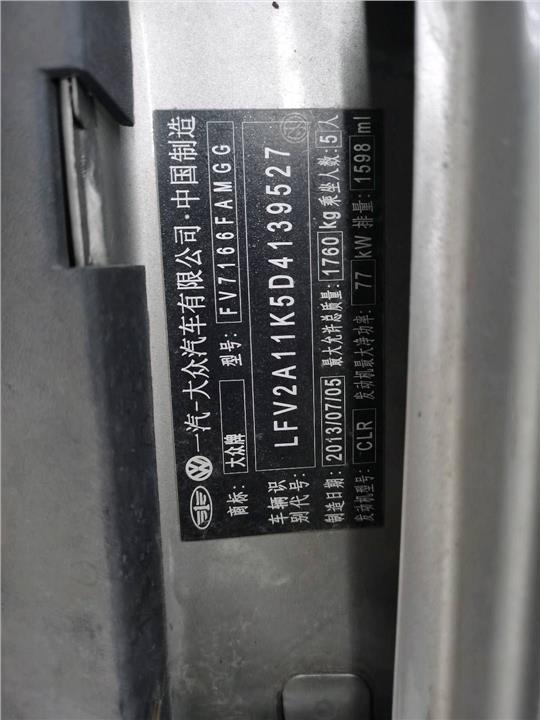 一汽-大众汽车有限公司·中国制造
商标: 大众牌 型号: FV7166FAMGG
车辆识别代号: LFV2A11K5D4139527
制造日期: 2013/07/05 最大允许总质量: 1760 kg 乘坐人数: 5 人
发动机型号: CLR 发动机最大净功率: 77 kW 排量: 1598 ml